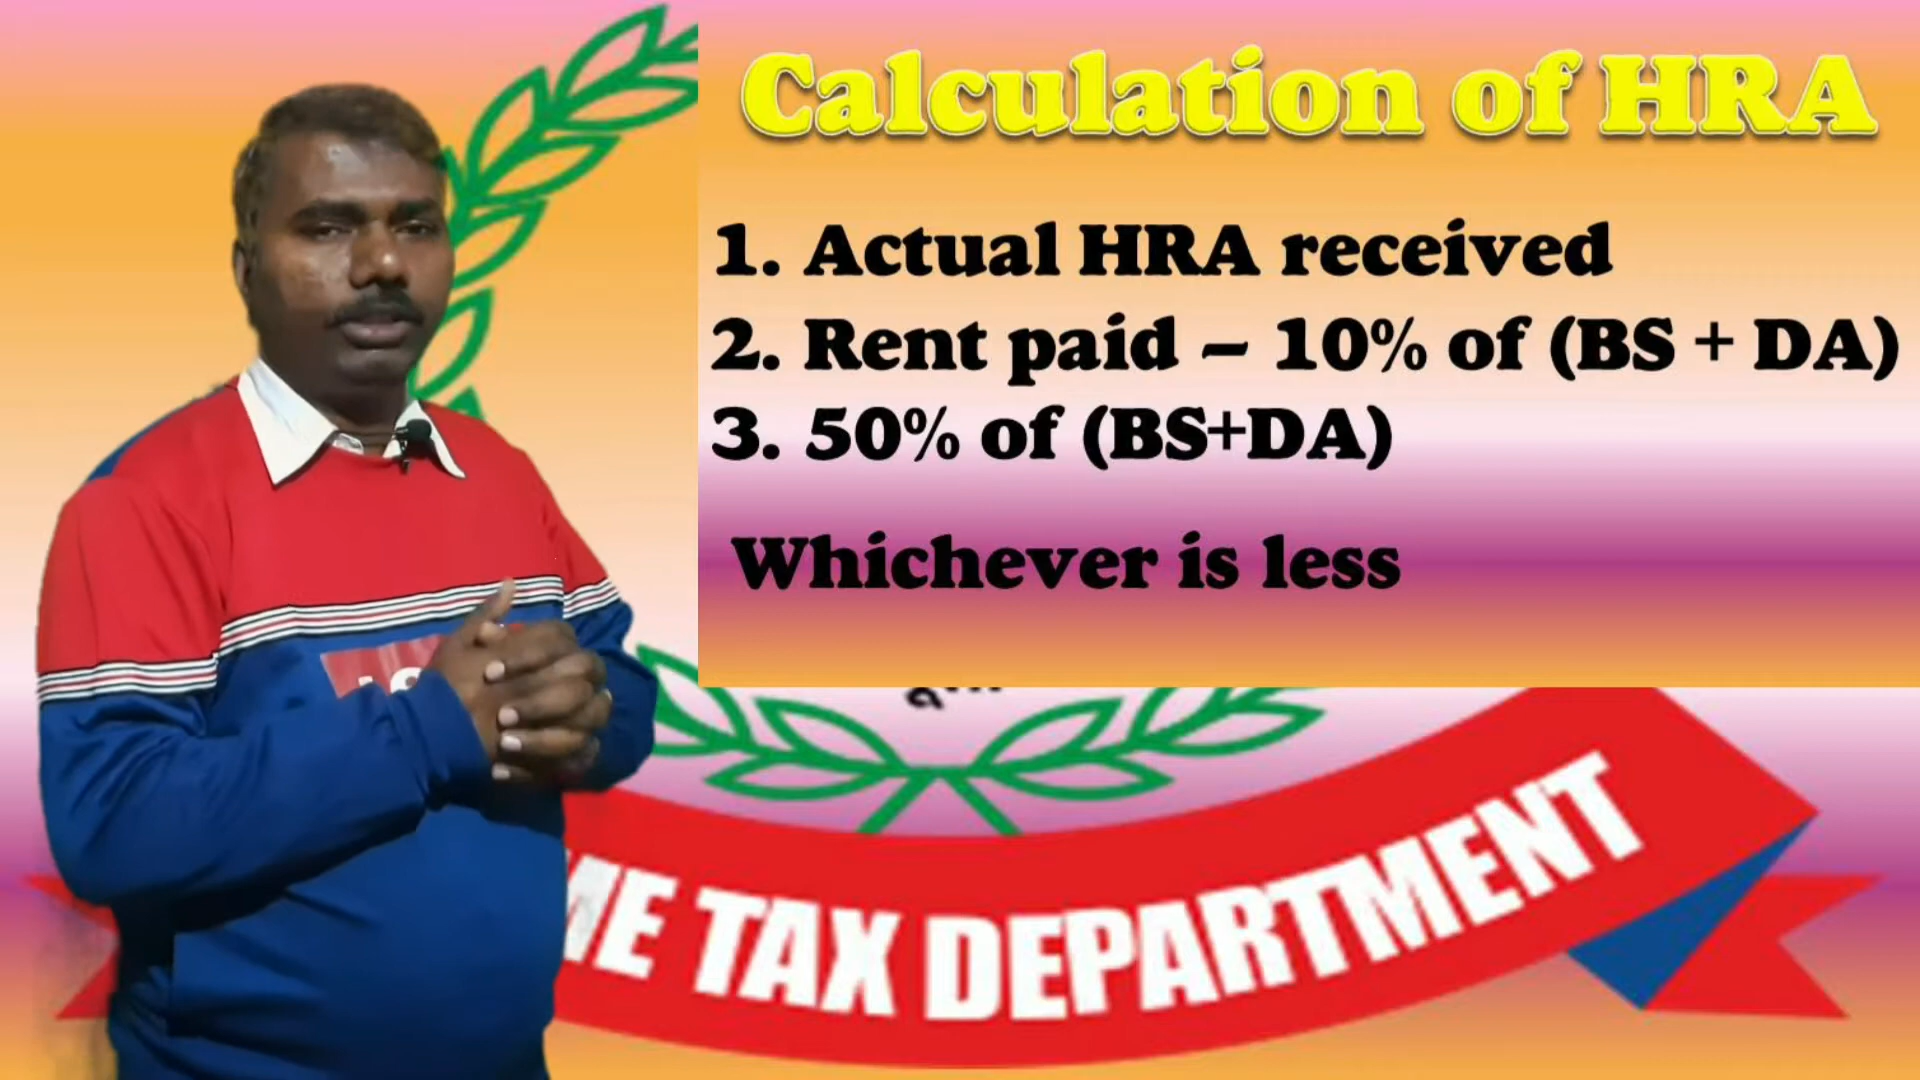 Calculation of HRA
1. Actual HRA received
2. Rent paid – 10% of (BS + DA)
3. 50% of (BS+DA)
Whichever is less
ME TAX DEPARTMENT